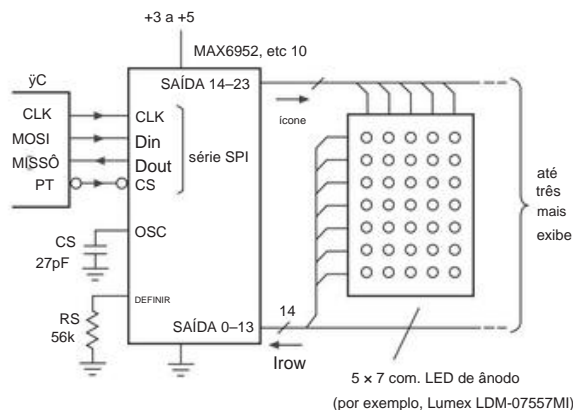 +3 a +5
MAX6952, etc 10
ÿC
SAÍDA 14–23
CLK
MOSI
MISSÔ
PT
CLK
Din
Dout
CS
série SPI
ícone
até
três
mais
exibe
OSC
CS
27pF
DEFINIR
RS
56k
SAÍDA 0–13
14
Irow
5 × 7 com. LED de ânodo
(por exemplo, Lumex LDM-07557MI)